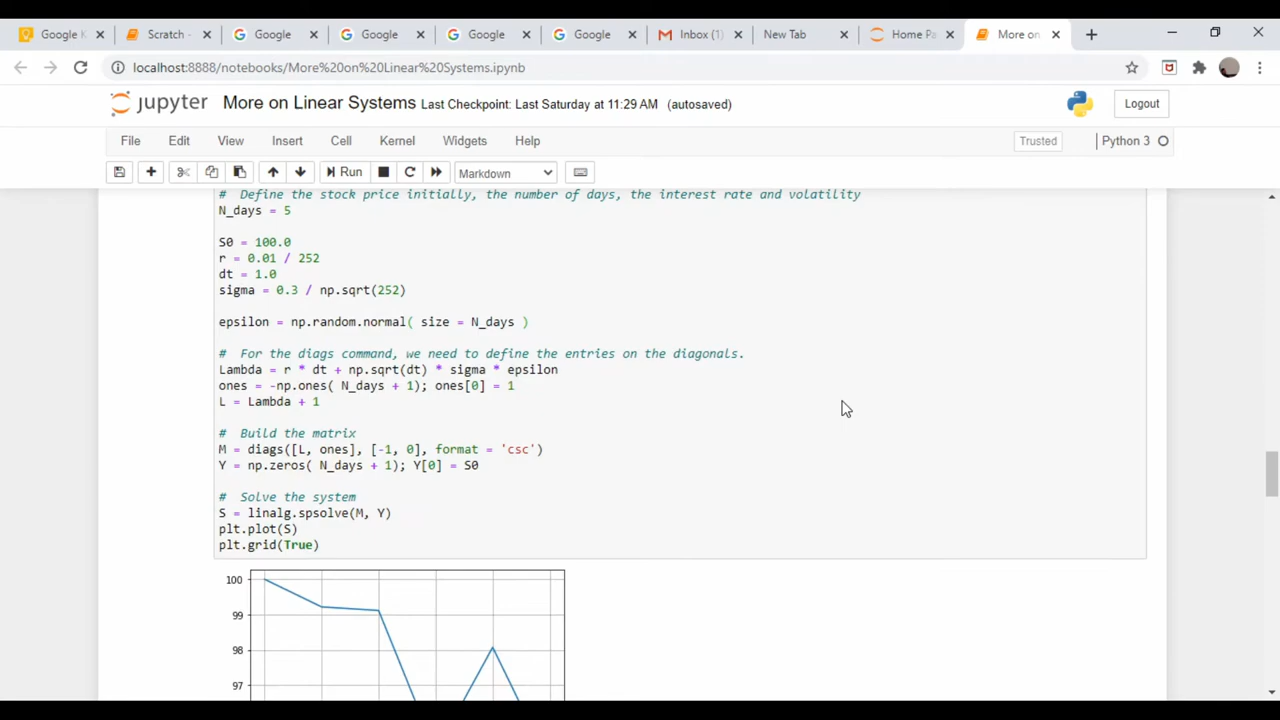 Google K
Scratch -
Google
Google
Google
Google
Inbox (1)
New Tab
Home Pa
More on
localhost:8888/notebooks/More%20on%20Linear%20Systems.ipynb
jupyter More on Linear Systems Last Checkpoint: Last Saturday at 11:29 AM (autosaved)
Logout
File Edit View Insert Cell Kernel Widgets Help
Trusted
Python 3
Run
Markdown
# Define the stock price initially, the number of days, the interest rate and volatility
N_days = 5
S0 = 100.0
r = 0.01 / 252
dt = 1.0
sigma = 0.3 / np.sqrt(252)
epsilon = np.random.normal( size = N_days )
# For the diags command, we need to define the entries on the diagonals.
Lambda = r * dt + np.sqrt(dt) * sigma * epsilon
ones = -np.ones( N_days + 1); ones[0] = 1
L = Lambda + 1
# Build the matrix
M = diags([L, ones], [-1, 0], format = 'csc')
Y = np.zeros( N_days + 1); Y[0] = S0
# Solve the system
S = linalg.spsolve(M, Y)
plt.plot(S)
plt.grid(True)
100
99
98
97